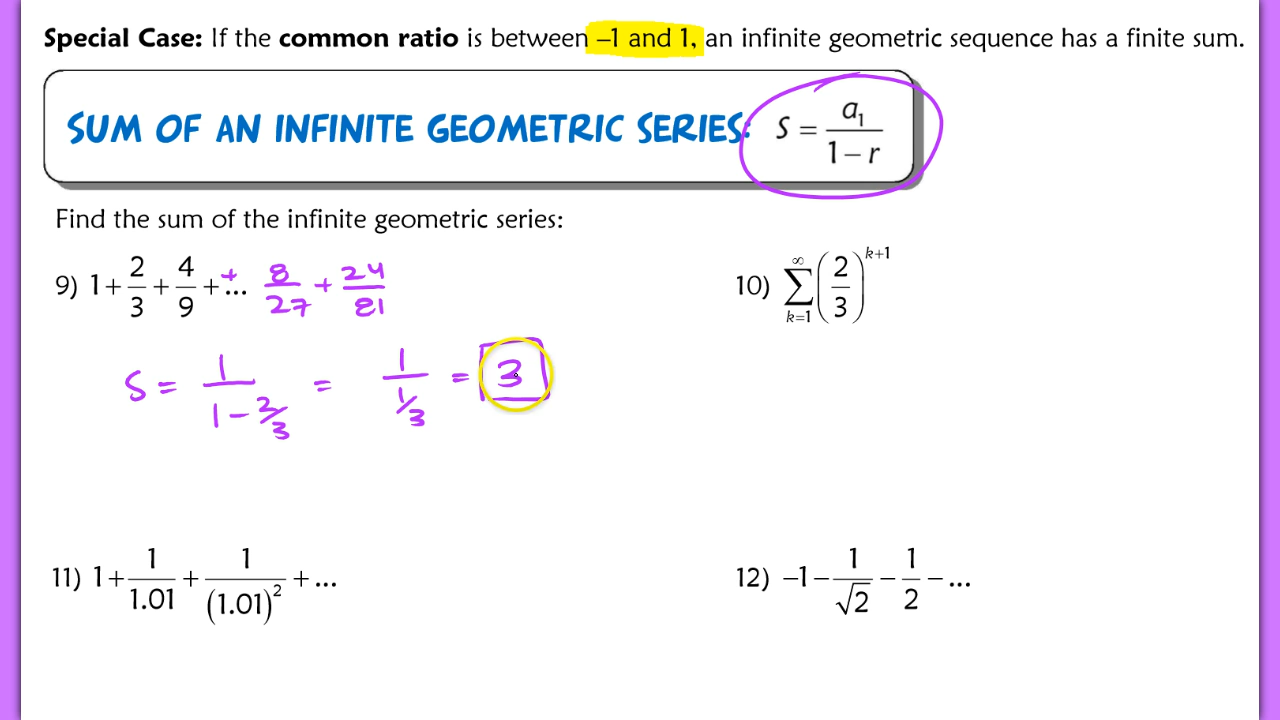 Special Case: If the common ratio is between –1 and 1, an infinite geometric sequence has a finite sum.
SUM OF AN INFINITE GEOMETRIC SERIES: S = a₁/(1 – r)
Find the sum of the infinite geometric series:
9) 1 + 2/3 + 4/9 + ... + 8/27 + 24/81
10) ∑_{k=1}^{∞} (2/3)^{k+1}
S = 1/(1 – 2/3) = 1/(1/3) = 3
11) 1 + 1/1.01 + 1/(1.01)² + ...
12) –1 – 1/√2 – 1/2 – ...